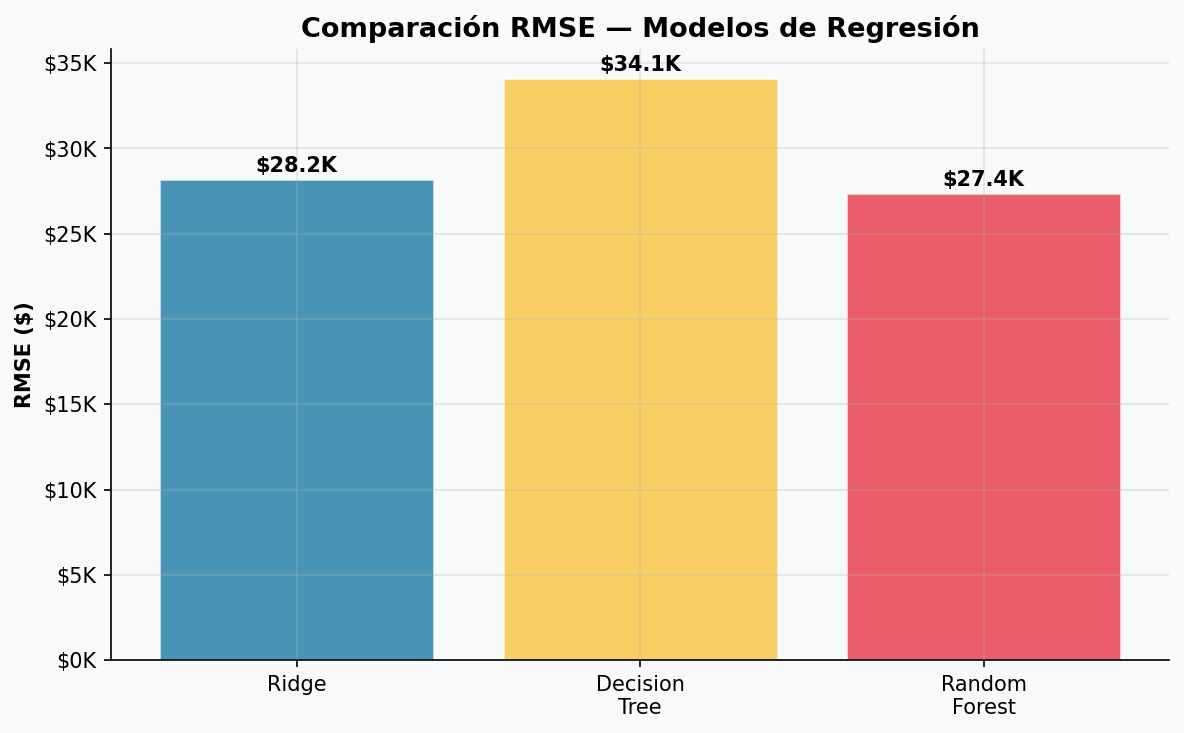 Comparación RMSE — Modelos de Regresión
RMSE ($)
$35K
$30K
$25K
$20K
$15K
$10K
$5K
$0K
$28.2K
$34.1K
$27.4K
Ridge
Decision
Tree
Random
Forest